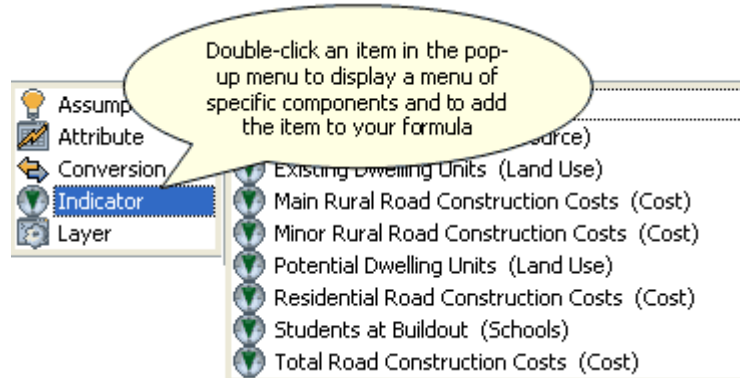 Double-click an item in the pop-
up menu to display a menu of
specific components and to add
the item to your formula
Assump
Attribute
Conversion
Indicator
Layer
Existing Dwelling Units (Land Use)
Main Rural Road Construction Costs (Cost)
Minor Rural Road Construction Costs (Cost)
Potential Dwelling Units (Land Use)
Residential Road Construction Costs (Cost)
Students at Buildout (Schools)
Total Road Construction Costs (Cost)